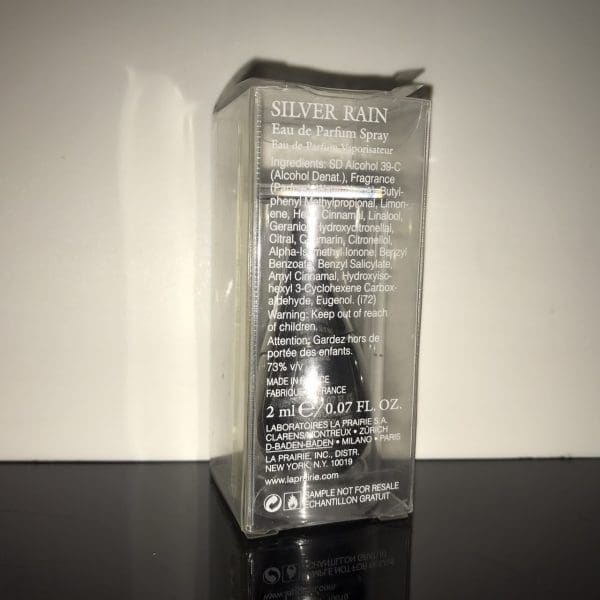 SILVER RAIN
Eau de Parfum Spray
Eau de Parfum Vaporisateur
Ingredients: SD Alcohol 39-C
(Alcohol Denat.), Fragrance
Butyl-
phenyl Methylpropional, Limon-
ene, Hexyl Cinnamal, Linalool,
Geraniol, Hydroxycitronellal,
Citral, Coumarin, Citronellol,
Alpha-Isomethyl Ionone, Benzyl
Benzoate, Benzyl Salicylate,
Amyl Cinnamal, Hydroxyiso-
hexyl 3-Cyclohexene Carbox-
aldehyde, Eugenol. (i72)
Warning: Keep out of reach
of children.
Attention: Gardez hors de
portée des enfants.
73% v/v
MADE IN FRANCE
FABRIQUÉ EN FRANCE
2 ml e/0.07 FL. OZ.
LABORATOIRES LA PRAIRIE S.A.
CLARENS/MONTREUX • ZÜRICH
D-BADEN-BADEN • MILANO • PARIS
LA PRAIRIE, INC., DISTR.
NEW YORK, N.Y. 10019
www.laprairie.com
SAMPLE NOT FOR RESALE
ÉCHANTILLON GRATUIT